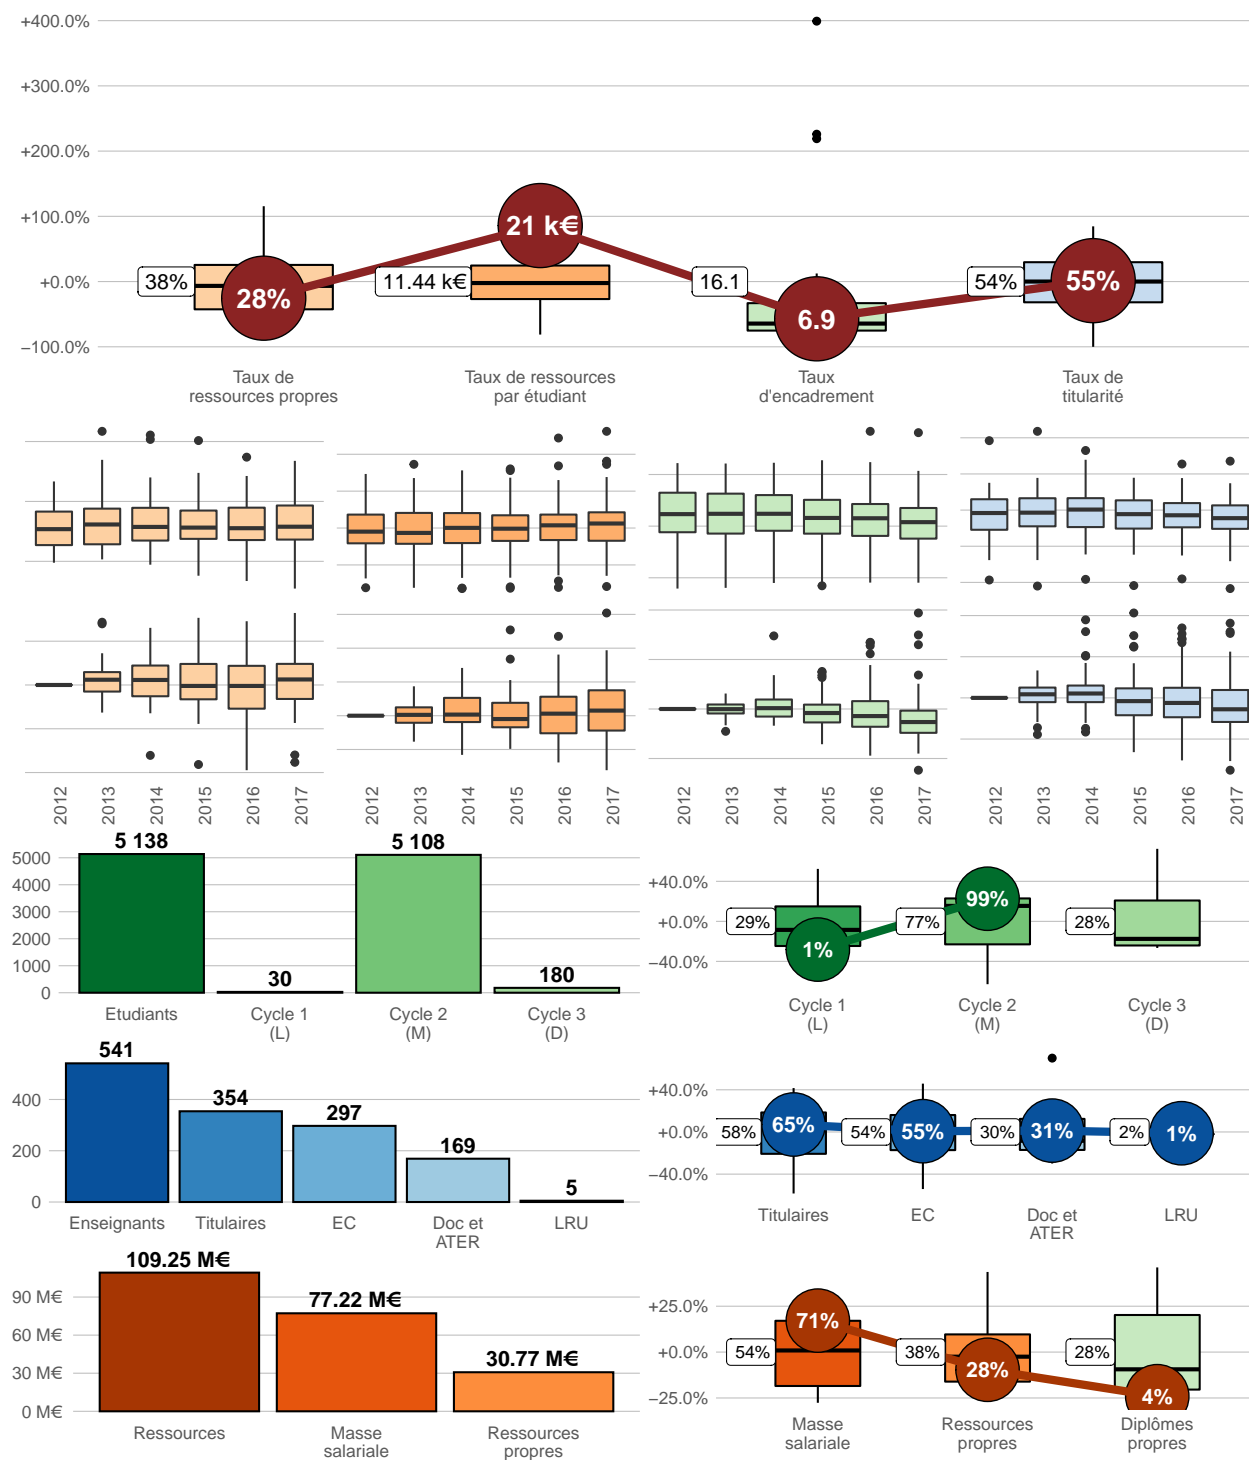 +400.0%
+300.0%
+200.0%
+100.0%
+0.0%
−100.0%
38%
28%
11.44 k€
21 k€
16.1
6.9
54%
55%
Taux de
ressources propres
Taux de ressources
par étudiant
Taux
d'encadrement
Taux de
titularité
2012
2013
2014
2015
2016
2017
2012
2013
2014
2015
2016
2017
2012
2013
2014
2015
2016
2017
2012
2013
2014
2015
2016
2017
5000
4000
3000
2000
1000
0
5 138
30
5 108
180
Etudiants
Cycle 1
(L)
Cycle 2
(M)
Cycle 3
(D)
+40.0%
+0.0%
−40.0%
29%
1%
77%
99%
28%
Cycle 1
(L)
Cycle 2
(M)
Cycle 3
(D)
400
200
0
541
354
297
169
5
Enseignants
Titulaires
EC
Doc et
ATER
LRU
+40.0%
+0.0%
−40.0%
58%
65%
54%
55%
30%
31%
2%
1%
Titulaires
EC
Doc et
ATER
LRU
90 M€
60 M€
30 M€
0 M€
109.25 M€
77.22 M€
30.77 M€
Ressources
Masse
salariale
Ressources
propres
+25.0%
+0.0%
−25.0%
54%
71%
38%
28%
28%
4%
Masse
salariale
Ressources
propres
Diplômes
propres